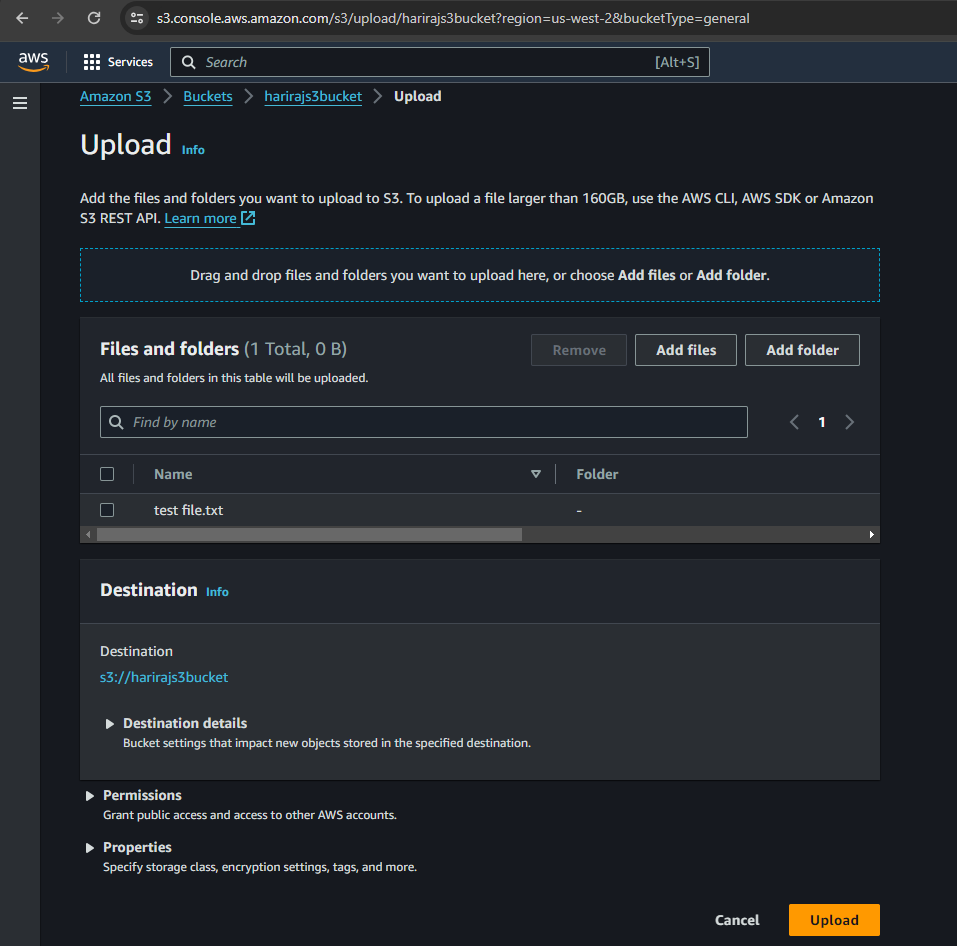 s3.console.aws.amazon.com/s3/upload/harirajs3bucket?region=us-west-2&bucketType=general
aws Services Search [Alt+S]
Amazon S3 Buckets harirajs3bucket Upload
Upload Info
Add the files and folders you want to upload to S3. To upload a file larger than 160GB, use the AWS CLI, AWS SDK or Amazon
S3 REST API. Learn more
Drag and drop files and folders you want to upload here, or choose Add files or Add folder.
Files and folders (1 Total, 0 B) Remove Add files Add folder
All files and folders in this table will be uploaded.
Find by name 1
Name Folder
test file.txt -
Destination Info
Destination
s3://harirajs3bucket
Destination details
Bucket settings that impact new objects stored in the specified destination.
Permissions
Grant public access and access to other AWS accounts.
Properties
Specify storage class, encryption settings, tags, and more.
Cancel Upload